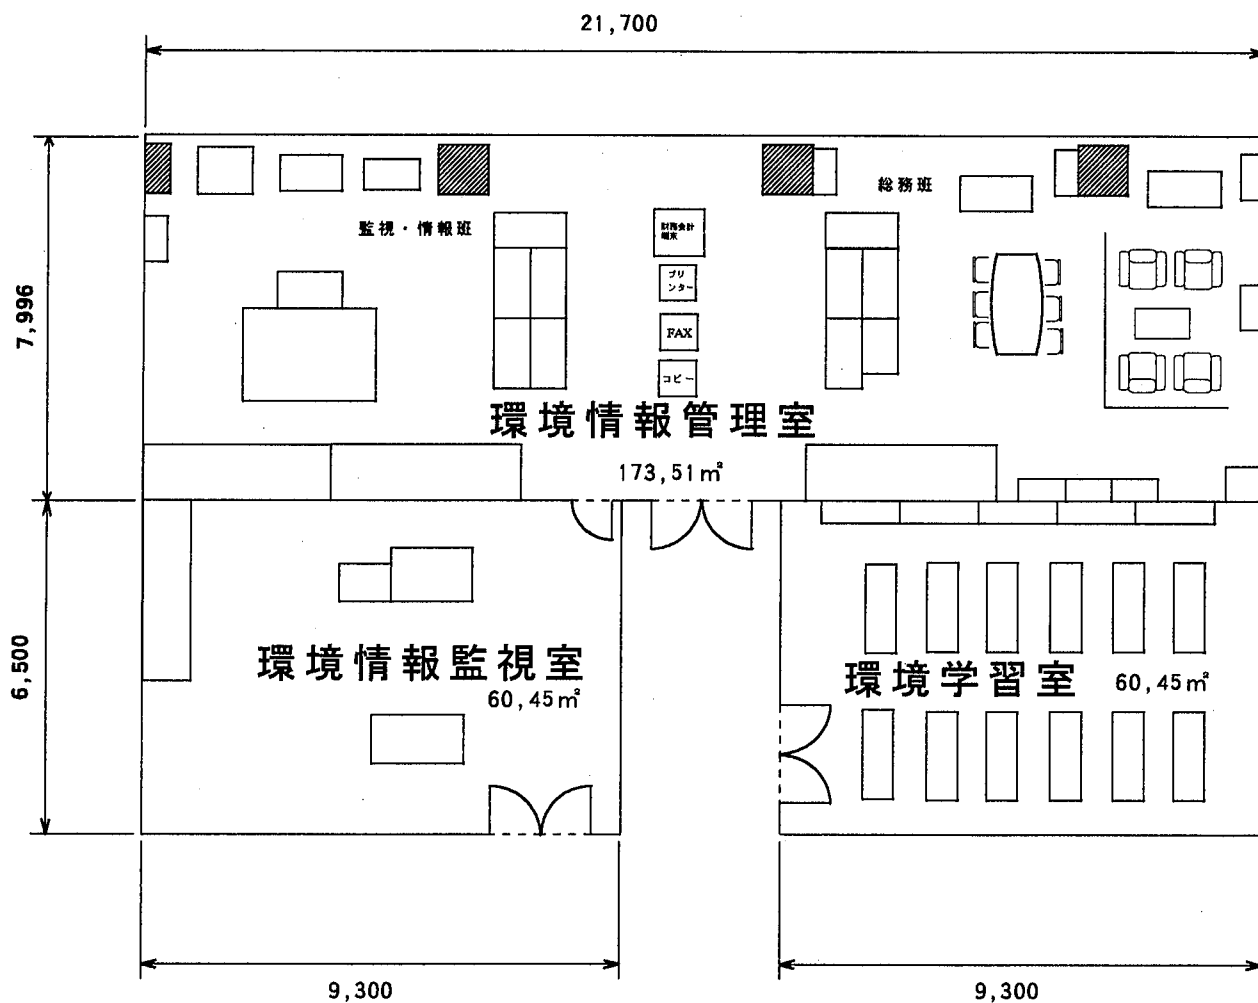 21,700
総務班
監視・情報班
財務会計
端末
プリ
ンター
7,996
FAX
コピー
環境情報管理室
173,51㎡
6,500
環境情報監視室
60,45㎡
環境学習室
60,45㎡
9,300
9,300